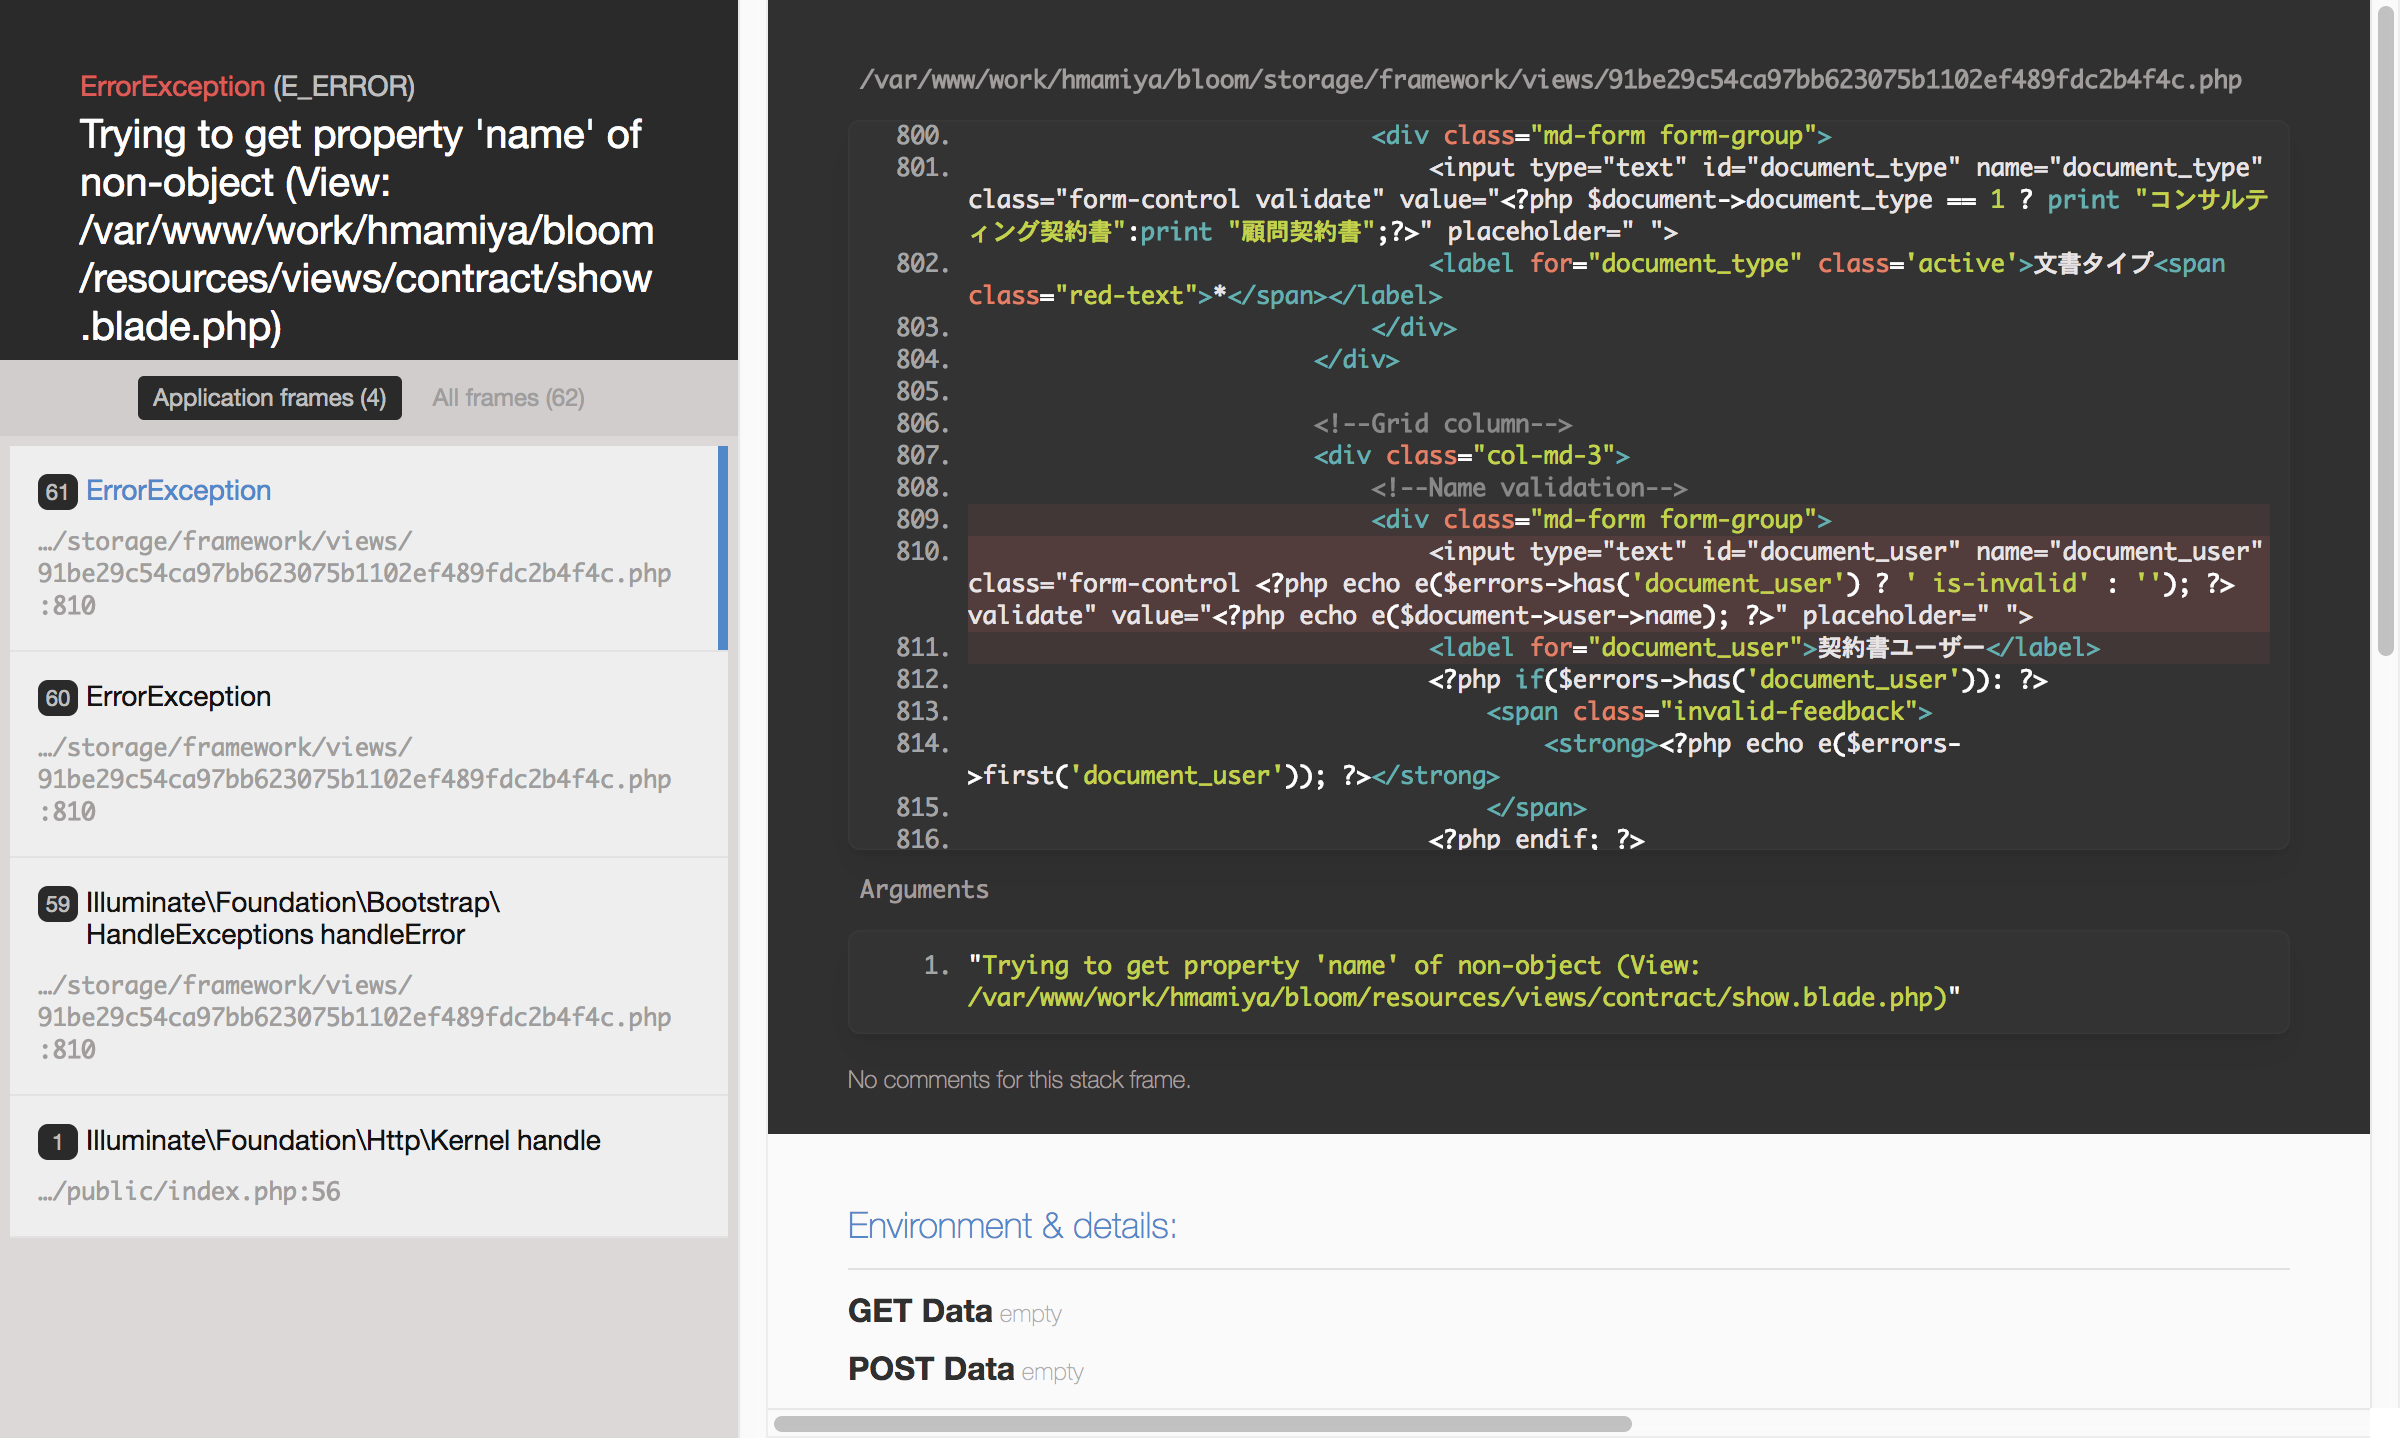 ErrorException (E_ERROR)
Trying to get property 'name' of
non-object (View:
/var/www/work/hmamiya/bloom
/resources/views/contract/show
.blade.php)
Application frames (4) All frames (62)
61 ErrorException
…/storage/framework/views/
91be29c54ca97bb623075b1102ef489fdc2b4f4c.php
:810
60 ErrorException
…/storage/framework/views/
91be29c54ca97bb623075b1102ef489fdc2b4f4c.php
:810
59 Illuminate\Foundation\Bootstrap\
HandleExceptions handleError
…/storage/framework/views/
91be29c54ca97bb623075b1102ef489fdc2b4f4c.php
:810
1 Illuminate\Foundation\Http\Kernel handle
…/public/index.php:56
/var/www/work/hmamiya/bloom/storage/framework/views/91be29c54ca97bb623075b1102ef489fdc2b4f4c.php
800. <div class="md-form form-group">
801. <input type="text" id="document_type" name="document_type"
class="form-control validate" value="<?php $document->document_type == 1 ? print "コンサルテ
ィング契約書":print "顧問契約書";?>" placeholder=" ">
802. <label for="document_type" class='active'>文書タイプ<span
class="red-text">*</span></label>
803. </div>
804. </div>
805.
806. <!--Grid column-->
807. <div class="col-md-3">
808. <!--Name validation-->
809. <div class="md-form form-group">
810. <input type="text" id="document_user" name="document_user"
class="form-control <?php echo e($errors->has('document_user') ? ' is-invalid' : ''); ?>
validate" value="<?php echo e($document->user->name); ?>" placeholder=" ">
811. <label for="document_user">契約書ユーザー</label>
812. <?php if($errors->has('document_user')): ?>
813. <span class="invalid-feedback">
814. <strong><?php echo e($errors-
>first('document_user')); ?></strong>
815. </span>
816. <?php endif; ?>
Arguments
1. "Trying to get property 'name' of non-object (View:
/var/www/work/hmamiya/bloom/resources/views/contract/show.blade.php)"
No comments for this stack frame.
Environment & details:
GET Data empty
POST Data empty